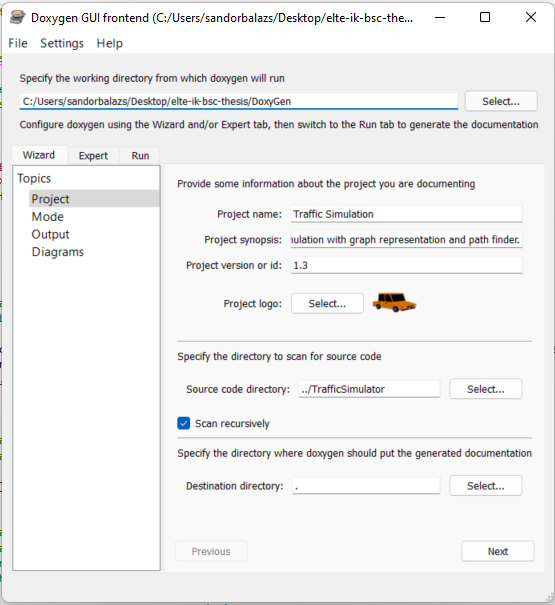 Doxygen GUI frontend (C:/Users/sandorbalazs/Desktop/elte-ik-bsc-thesis/Doxy...
File Settings Help
Specify the working directory from which doxygen will run
C:/Users/sandorbalazs/Desktop/elte-ik-bsc-thesis/DoxyGen
Select...
Configure doxygen using the Wizard and/or Expert tab, then switch to the Run tab to generate the documentation
Wizard Expert Run
Topics
Project
Mode
Output
Diagrams
Provide some information about the project you are documenting
Project name: Traffic Simulation
Project synopsis: nulation with graph representation and path finder.
Project version or id: 1.3
Project logo: Select...
Specify the directory to scan for source code
Source code directory: ../TrafficSimulator Select...
Scan recursively
Specify the directory where doxygen should put the generated documentation
Destination directory: . Select...
Previous Next